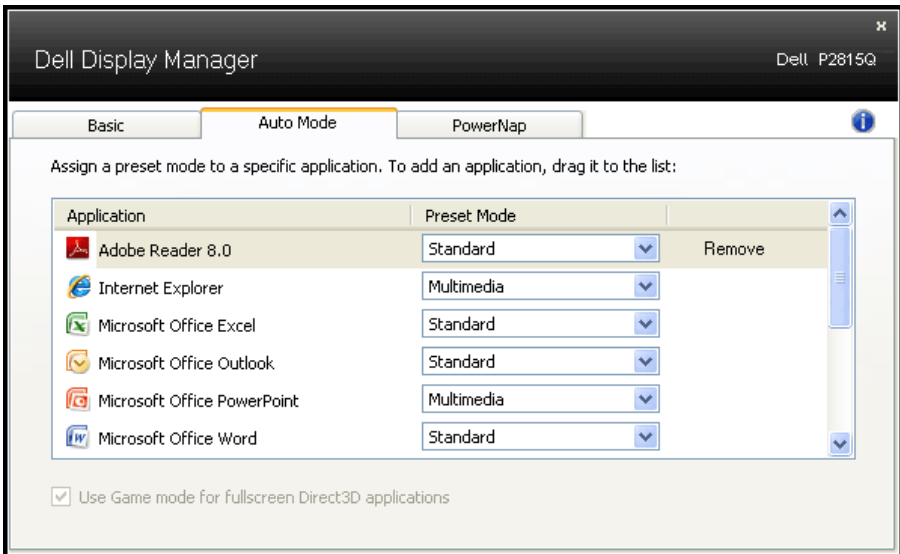 x
Dell Display Manager
Dell P2815Q
Basic Auto Mode PowerNap
Assign a preset mode to a specific application. To add an application, drag it to the list:
Application Preset Mode
Adobe Reader 8.0 Standard Remove
Internet Explorer Multimedia
Microsoft Office Excel Standard
Microsoft Office Outlook Standard
Microsoft Office PowerPoint Multimedia
Microsoft Office Word Standard
Use Game mode for fullscreen Direct3D applications